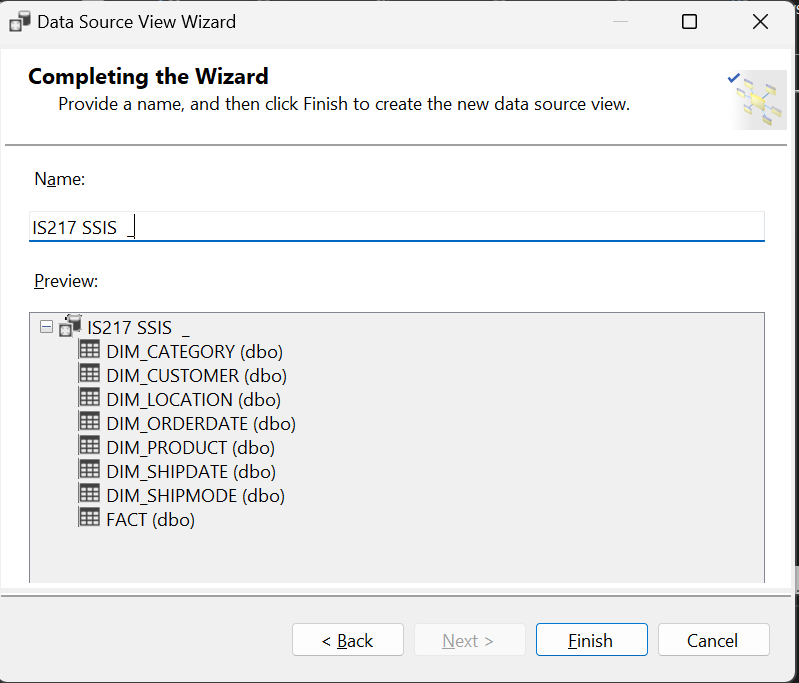 Data Source View Wizard
Completing the Wizard
Provide a name, and then click Finish to create the new data source view.
Name:
IS217 SSIS  _
Preview:
IS217 SSIS  _
DIM_CATEGORY (dbo)
DIM_CUSTOMER (dbo)
DIM_LOCATION (dbo)
DIM_ORDERDATE (dbo)
DIM_PRODUCT (dbo)
DIM_SHIPDATE (dbo)
DIM_SHIPMODE (dbo)
FACT (dbo)
< Back Next > Finish Cancel